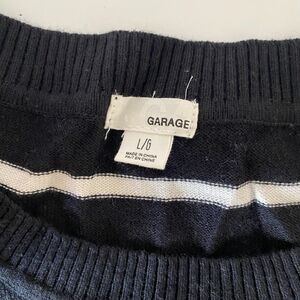 GARAGE
L/G
MADE IN CHINA
FAIT EN CHINE